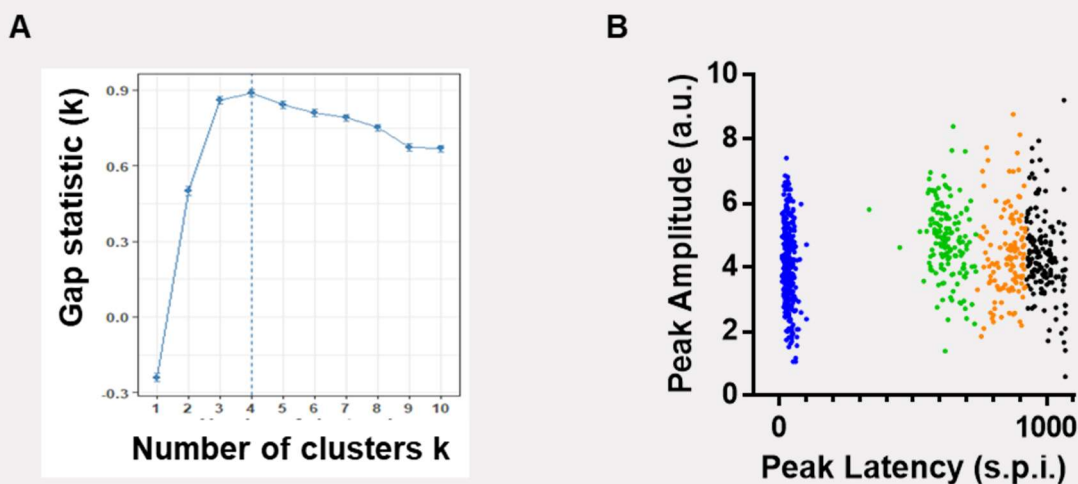 A
B
Gap statistic (k)
0.9
0.6
0.3
0.0
-0.3
1 2 3 4 5 6 7 8 9 10
Number of clusters k
Peak Amplitude (a.u.)
10
8
6
4
2
0
0 1000
Peak Latency (s.p.i.)